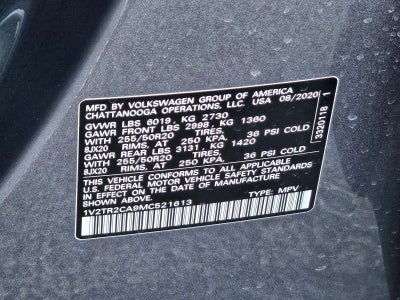 MFD BY VOLKSWAGEN GROUP OF AMERICA
CHATTANOOGA OPERATIONS, LLC. USA 08/2020
GVWR LBS 6019, KG 2730
GAWR FRONT LBS 2998, KG 1360
WITH 255/50R20 TIRES,
8JX20 RIMS, AT 250 KPA, 36 PSI COLD
GAWR REAR LBS 3131, KG 1420
WITH 255/50R20 TIRES,
8JX20 RIMS, AT 250 KPA, 36 PSI COLD
THIS VEHICLE CONFORMS TO ALL APPLICABLE
U.S. FEDERAL MOTOR VEHICLE SAFETY STANDARDS
IN EFFECT ON THE DATE OF MANUFACTURE
SHOWN ABOVE.
1V2TR2CA9MC521613 TYPE: MPV
3320118 1